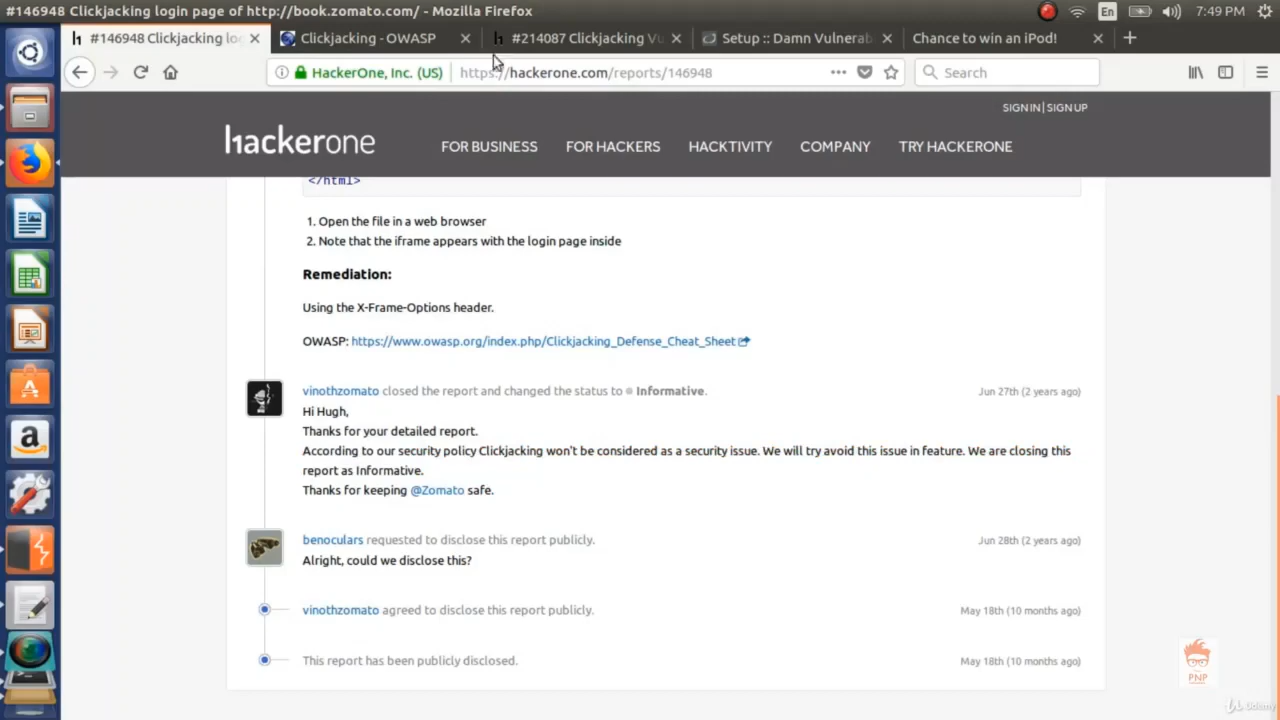 #146948 Clickjacking login page of http://book.zomato.com/ - Mozilla Firefox
En
7:49 PM
#146948 Clickjacking lo
Clickjacking - OWASP
#214087 Clickjacking Vu
Setup :: Damn Vulnerab
Chance to win an iPod!
HackerOne, Inc. (US)
https://hackerone.com/reports/146948
Search
SIGN IN | SIGN UP
hackerone
FOR BUSINESS
FOR HACKERS
HACKTIVITY
COMPANY
TRY HACKERONE
</html>
1. Open the file in a web browser
2. Note that the iframe appears with the login page inside
Remediation:
Using the X-Frame-Options header.
OWASP: https://www.owasp.org/index.php/Clickjacking_Defense_Cheat_Sheet
vinothzomato closed the report and changed the status to Informative.
Jun 27th (2 years ago)
Hi Hugh,
Thanks for your detailed report.
According to our security policy Clickjacking won't be considered as a security issue. We will try avoid this issue in feature. We are closing this
report as Informative.
Thanks for keeping @Zomato safe.
benoculars requested to disclose this report publicly.
Jun 28th (2 years ago)
Alright, could we disclose this?
vinothzomato agreed to disclose this report publicly.
May 18th (10 months ago)
This report has been publicly disclosed.
May 18th (10 months ago)
PNP
Udemy